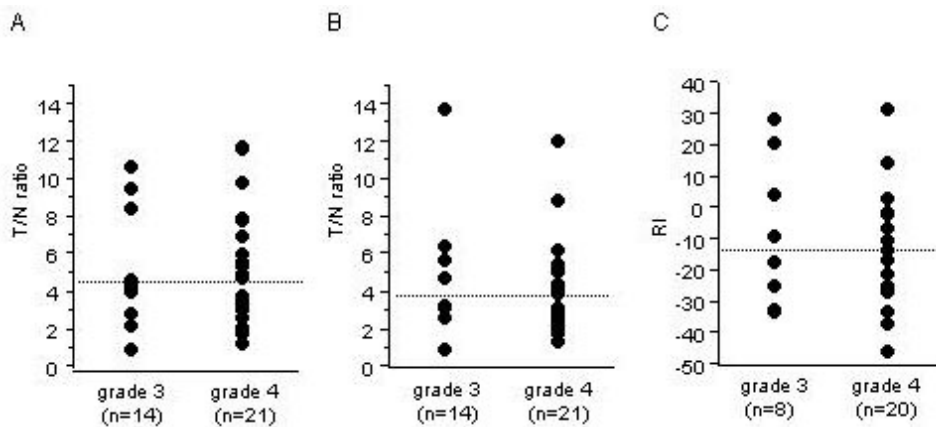 A
B
C
T/N ratio
14
12
10
8
6
4
2
0
grade 3
(n=14)
grade 4
(n=21)
T/N ratio
14
12
10
8
6
4
2
0
grade 3
(n=14)
grade 4
(n=21)
RI
40
30
20
10
0
-10
-20
-30
-40
-50
grade 3
(n=8)
grade 4
(n=20)